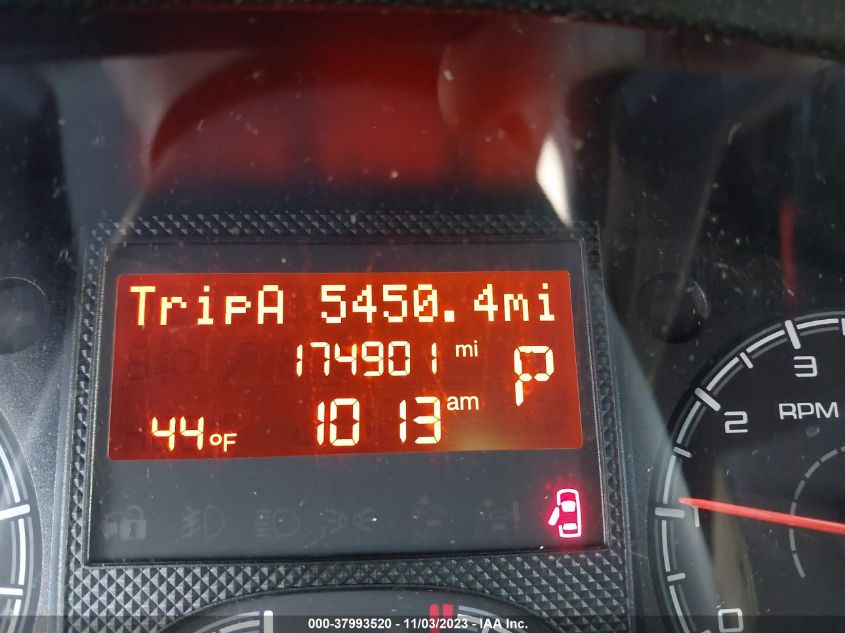 TripA 5450.4mi
174901 mi
P
44°F 10 13 am
3
2
RPM
1
0
000-37993520 - 11/03/2023 - IAA Inc.